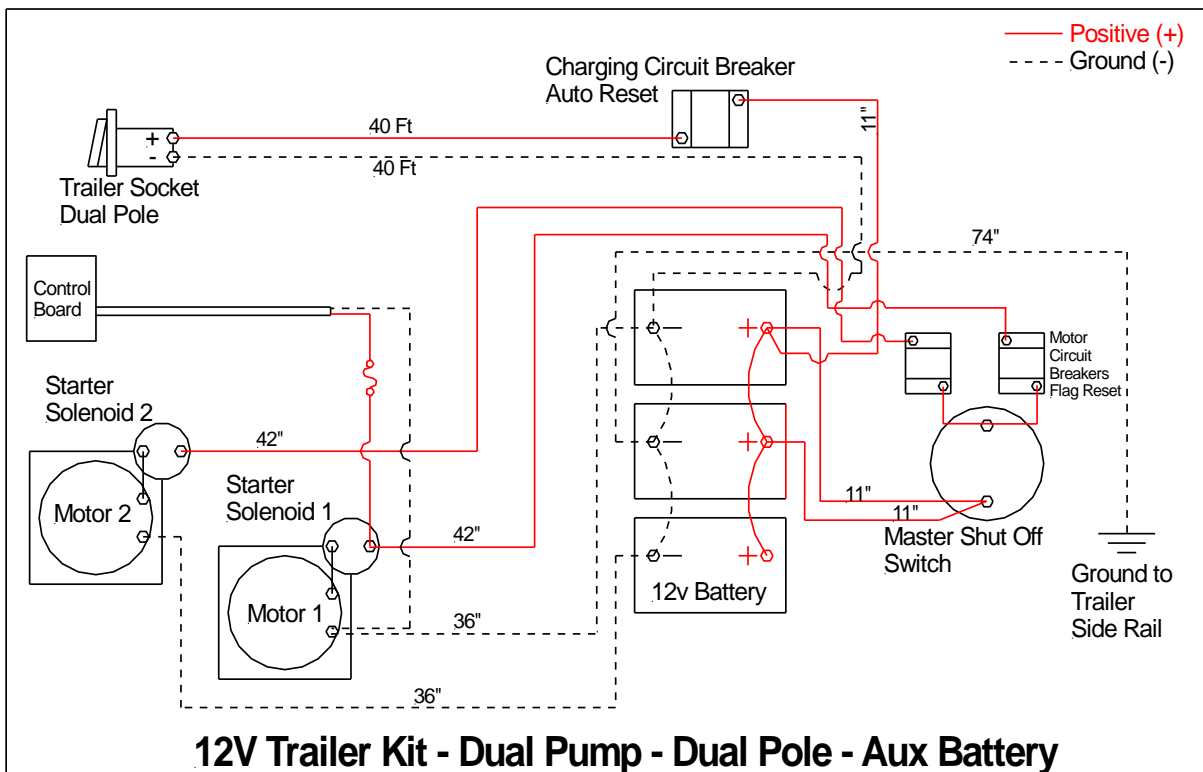 Positive (+)
Ground (-)
Charging Circuit Breaker
Auto Reset
40 Ft
11"
+
-
40 Ft
Trailer Socket
Dual Pole
74"
Control
Board
Motor
Circuit
Breakers
Flag Reset
Starter
Solenoid 2
42"
Starter
Solenoid 1
42"
Motor 2
Motor 1
36"
36"
+
+
+
12v Battery
11"
11"
Master Shut Off
Switch
Ground to
Trailer
Side Rail
12V Trailer Kit - Dual Pump - Dual Pole - Aux Battery